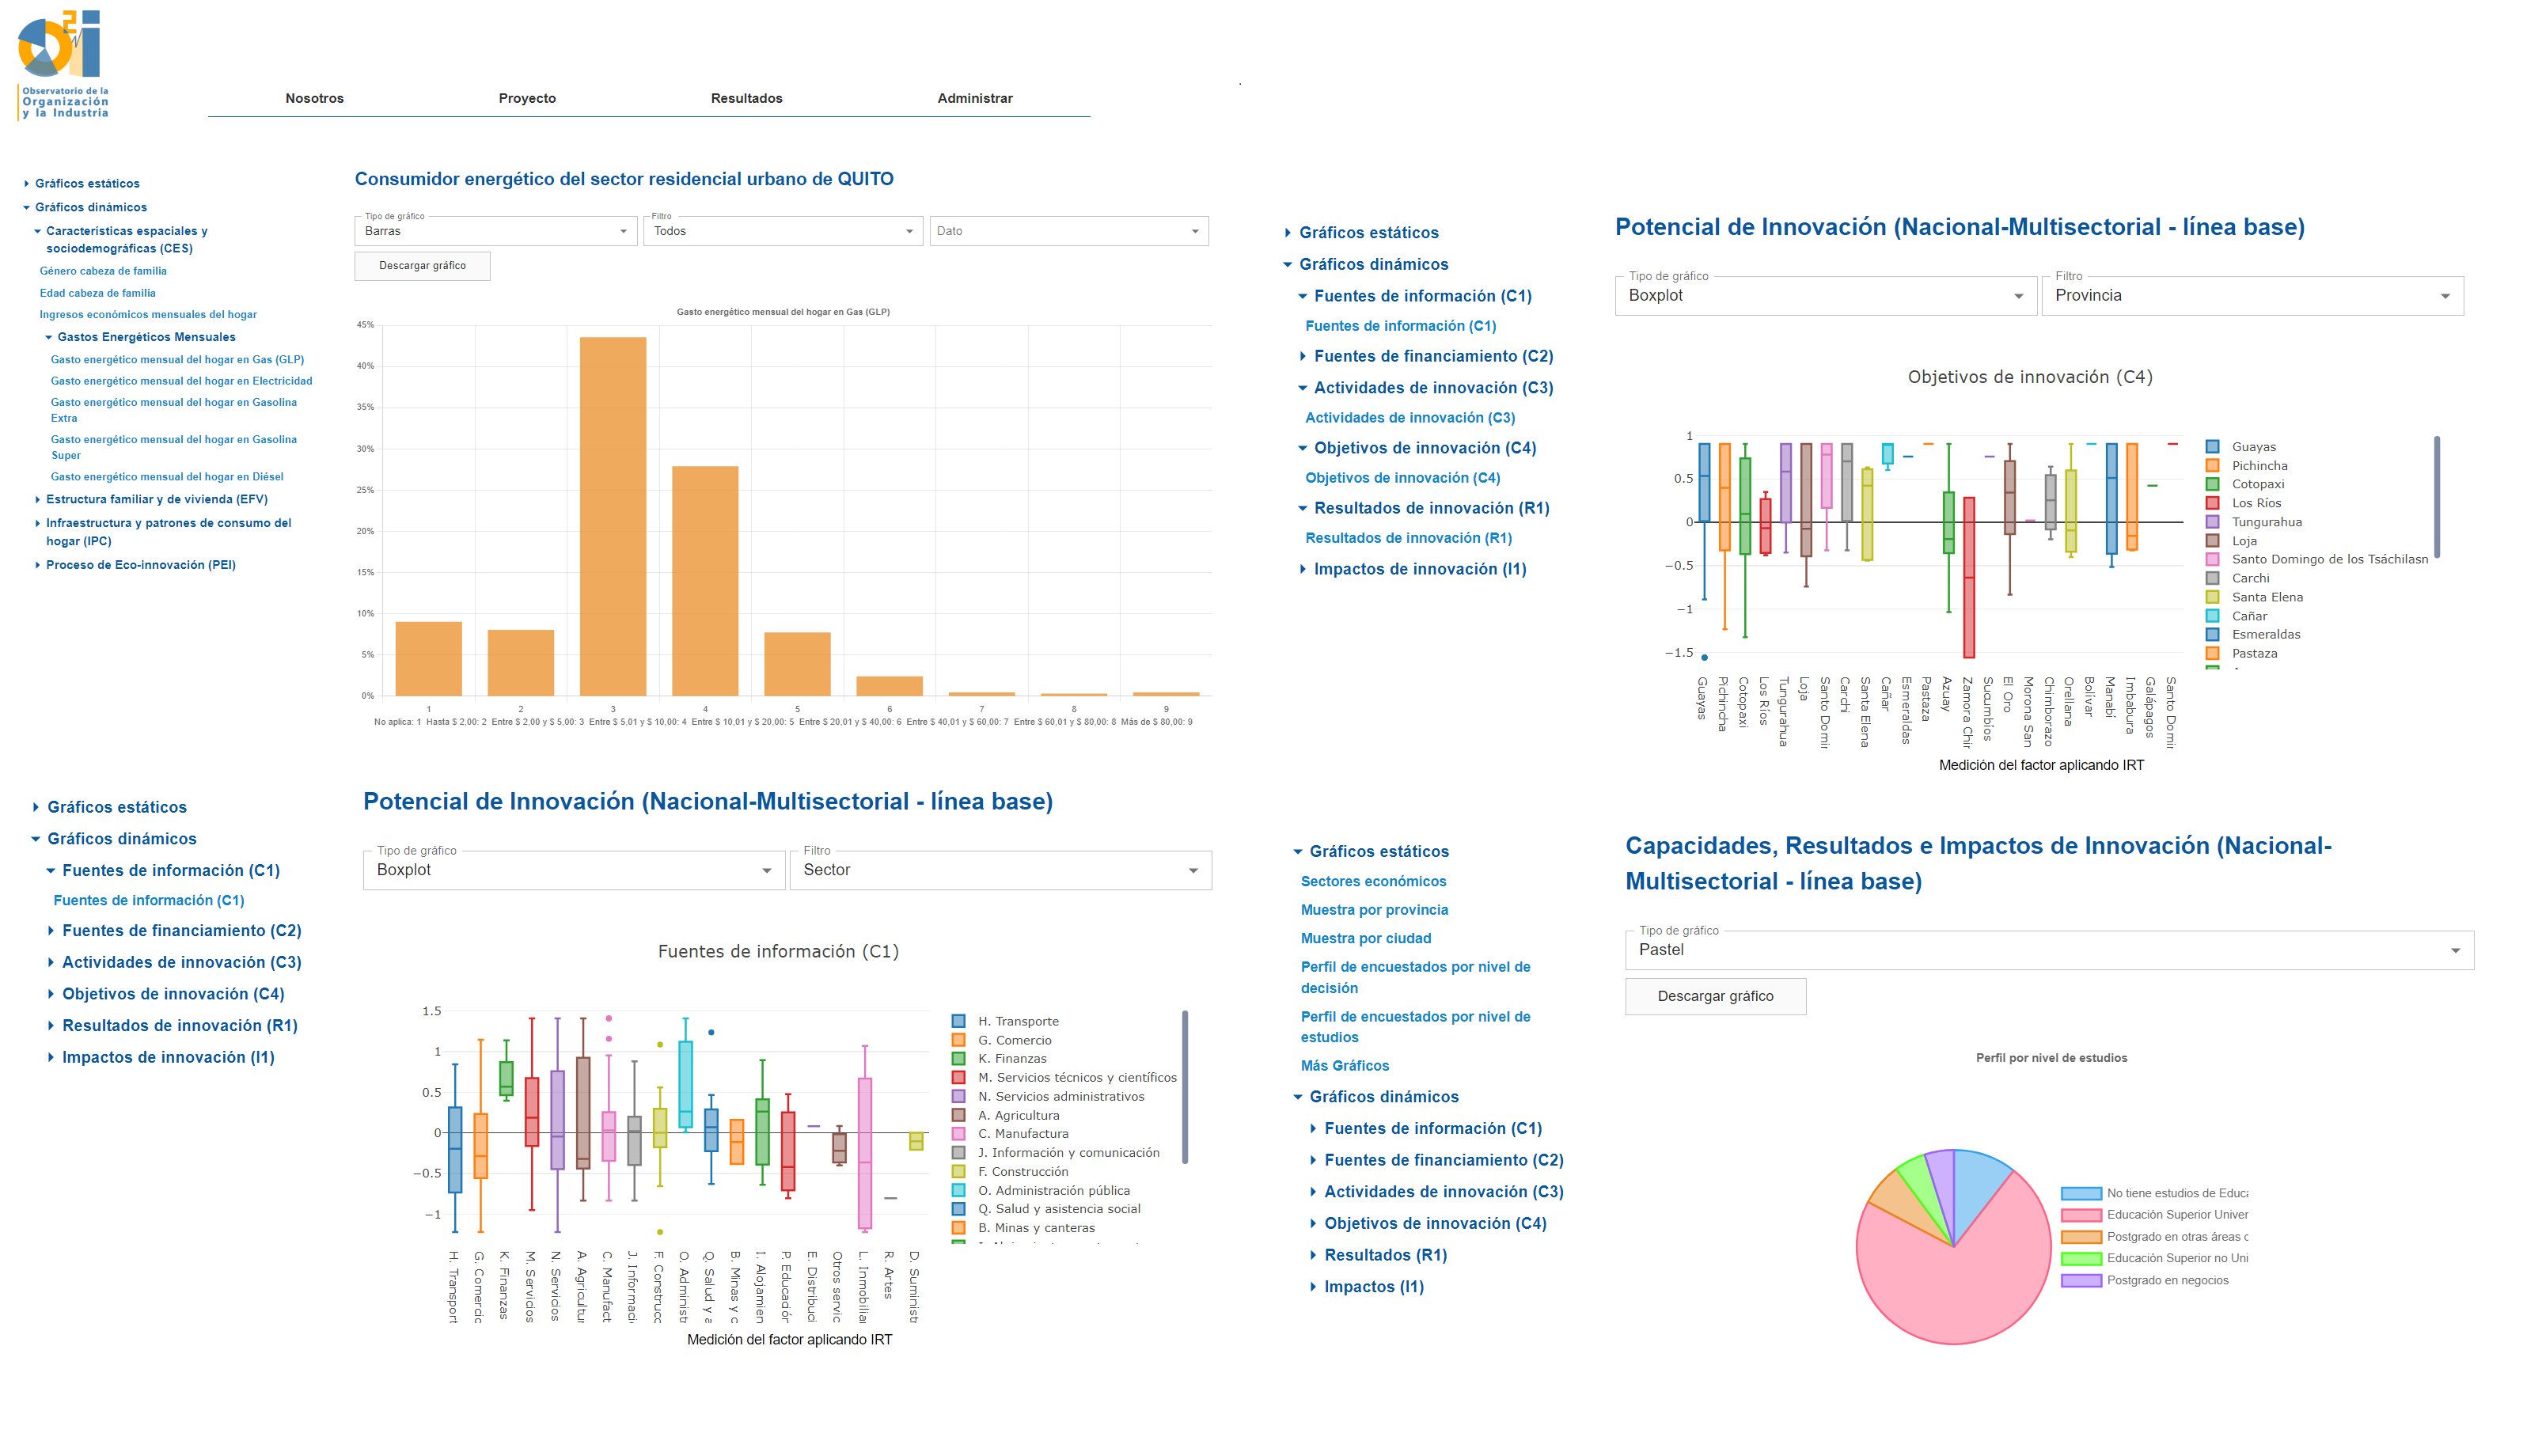 Observatorio de la
Organización
y la Industria
Nosotros
Proyecto
Resultados
Administrar
Gráficos estáticos
Gráficos dinámicos
Características espaciales y
sociodemográficas (CES)
Género cabeza de familia
Edad cabeza de familia
Ingresos económicos mensuales del hogar
Gastos Energéticos Mensuales
Gasto energético mensual del hogar en Gas (GLP)
Gasto energético mensual del hogar en Electricidad
Gasto energético mensual del hogar en Gasolina
Extra
Gasto energético mensual del hogar en Gasolina
Super
Gasto energético mensual del hogar en Diésel
Estructura familiar y de vivienda (EFV)
Infraestructura y patrones de consumo del
hogar (IPC)
Proceso de Eco-innovación (PEI)
Consumidor energético del sector residencial urbano de QUITO
Tipo de gráfico
Barras
Filtro
Todos
Dato
Descargar gráfico
Gasto energético mensual del hogar en Gas (GLP)
45%
40%
35%
30%
25%
20%
15%
10%
5%
0%
1 2 3 4 5 6 7 8 9
No aplica: 1 Hasta $ 2,00: 2 Entre $ 2,00 y $ 5,00: 3 Entre $ 5,01 y $ 10,00: 4 Entre $ 10,01 y $ 20,00: 5 Entre $ 20,01 y $ 40,00: 6 Entre $ 40,01 y $ 60,00: 7 Entre $ 60,01 y $ 80,00: 8 Más de $ 80,00: 9
Gráficos estáticos
Gráficos dinámicos
Fuentes de información (C1)
Fuentes de información (C1)
Fuentes de financiamiento (C2)
Actividades de innovación (C3)
Actividades de innovación (C3)
Objetivos de innovación (C4)
Objetivos de innovación (C4)
Resultados de innovación (R1)
Resultados de innovación (R1)
Impactos de innovación (I1)
Potencial de Innovación (Nacional-Multisectorial - línea base)
Tipo de gráfico
Boxplot
Filtro
Provincia
Objetivos de innovación (C4)
1
0.5
0
−0.5
−1
−1.5
Guayas
Pichincha
Cotopaxi
Los Ríos
Tungurahua
Loja
Santo Domir
Carchi
Santa Elena
Cañar
Esmeraldas
Pastaza
Azuay
Zamora Chir
Sucumbíos
El Oro
Morona San
Chimborazo
Orellana
Bolívar
Manabí
Imbabura
Galápagos
Santo Domir
Guayas
Pichincha
Cotopaxi
Los Ríos
Tungurahua
Loja
Santo Domingo de los Tsáchilasn
Carchi
Santa Elena
Cañar
Esmeraldas
Pastaza
Medición del factor aplicando IRT
Gráficos estáticos
Gráficos dinámicos
Fuentes de información (C1)
Fuentes de información (C1)
Fuentes de financiamiento (C2)
Actividades de innovación (C3)
Objetivos de innovación (C4)
Resultados de innovación (R1)
Impactos de innovación (I1)
Potencial de Innovación (Nacional-Multisectorial - línea base)
Tipo de gráfico
Boxplot
Filtro
Sector
Fuentes de información (C1)
1.5
1
0.5
0
−0.5
−1
H. Transport
G. Comercic
K. Finanzas
M. Servicios
N. Servicios
A. Agricultur
C. Manufact
J. Informaci
F. Construcc
O. Administr
Q. Salud y a
B. Minas y c
I. Alojamien
P. Educaciór
E. Distribuci
Otros servic
L. Inmobilia
R. Artes
D. Suministr
H. Transporte
G. Comercio
K. Finanzas
M. Servicios técnicos y científicos
N. Servicios administrativos
A. Agricultura
C. Manufactura
J. Información y comunicación
F. Construcción
O. Administración pública
Q. Salud y asistencia social
B. Minas y canteras
Medición del factor aplicando IRT
Gráficos estáticos
Sectores económicos
Muestra por provincia
Muestra por ciudad
Perfil de encuestados por nivel de
decisión
Perfil de encuestados por nivel de
estudios
Más Gráficos
Gráficos dinámicos
Fuentes de información (C1)
Fuentes de financiamiento (C2)
Actividades de innovación (C3)
Objetivos de innovación (C4)
Resultados (R1)
Impactos (I1)
Capacidades, Resultados e Impactos de Innovación (Nacional-
Multisectorial - línea base)
Tipo de gráfico
Pastel
Descargar gráfico
Perfil por nivel de estudios
No tiene estudios de Educa
Educación Superior Univer
Postgrado en otras áreas c
Educación Superior no Uni
Postgrado en negocios